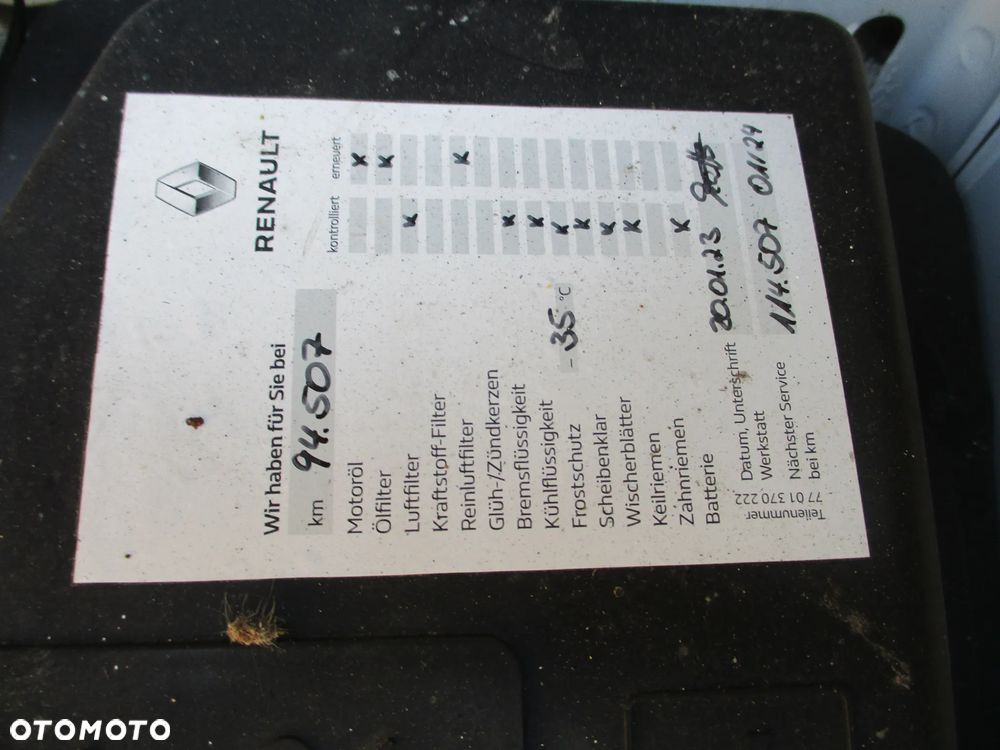 RENAULT
Wir haben für Sie bei
km 94.507
kontrolliert erneuert
Motoröl x
Ölfilter x
Luftfilter x
Kraftstoff-Filter
Reinluftfilter x
Glüh-/Zündkerzen
Bremsflüssigkeit x
Kühlflüssigkeit x
Frostschutz - 35 °C x
Scheibenklar x
Wischerblätter x
Keilriemen x
Zahnriemen
Batterie x
Datum, Unterschrift 20.01.23
Werkstatt
Nächster Service 114.507 01/24
bei km
Teilenummer
- 77 01 370 222
OTOMOTO